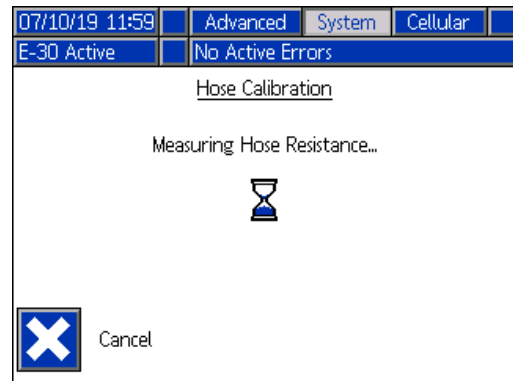 07/10/19 11:59 Advanced System Cellular
E-30 Active No Active Errors
Hose Calibration
Measuring Hose Resistance...
Cancel